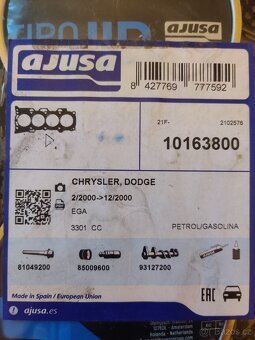 ajusa
8 427769 777592
21F-
2102576
10163800
CHRYSLER, DODGE
2/2000->12/2000
EGA
3301 CC
PETROL/GASOLINA
81049200
85009600
93127200
Made in Spain / European Union
ajusa.es
EAC